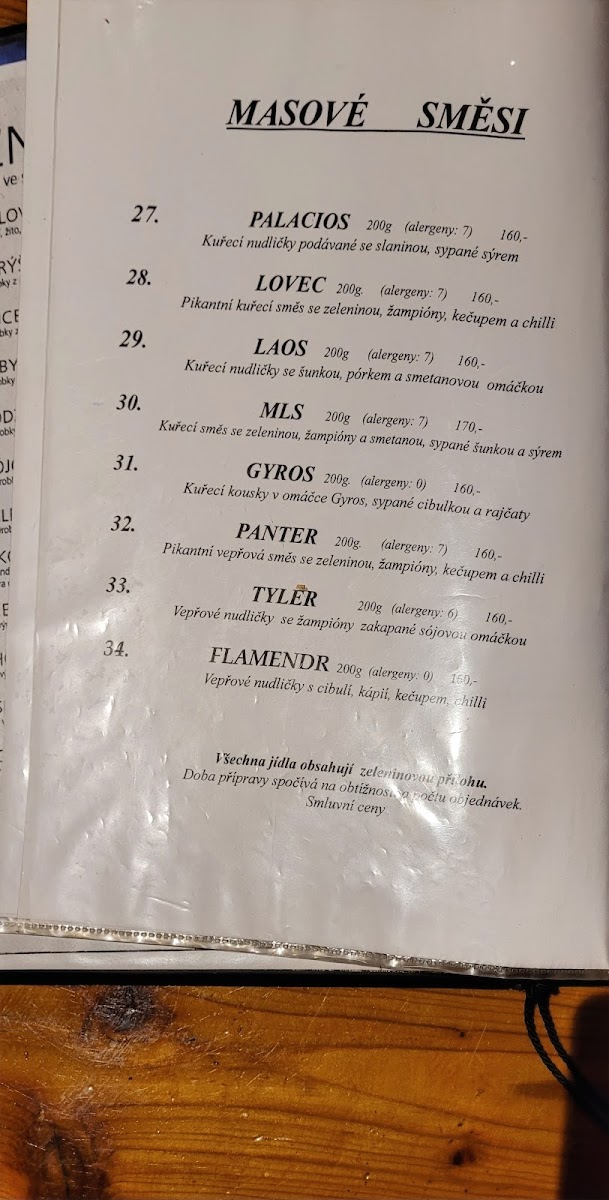 MASOVÉ SMĚSI
27. PALACIOS 200g (alergeny: 7) 160,-
Kuřecí nudličky podávané se slaninou, sypané sýrem
28. LOVEC 200g. (alergeny: 7) 160,-
Pikantní kuřecí směs se zeleninou, žampióny, kečupem a chilli
29. LAOS 200g (alergeny: 7) 160,-
Kuřecí nudličky se šunkou, pórkem a smetanovou omáčkou
30. MLS 200g (alergeny: 7) 170,-
Kuřecí směs se zeleninou, žampióny a smetanou, sypané šunkou a sýrem
31. GYROS 200g. (alergeny: 0) 160,-
Kuřecí kousky v omáčce Gyros, sypané cibulkou a rajčaty
32. PANTER 200g. (alergeny: 7) 160,-
Pikantní vepřová směs se zeleninou, žampióny, kečupem a chilli
33. TYLER 200g (alergeny: 6) 160,-
Vepřové nudličky se žampióny zakapané sójovou omáčkou
34. FLAMENDR 200g (alergeny: 0) 160,-
Vepřové nudličky s cibulí, kápií, kečupem, chilli
Všechna jídla obsahují zeleninovou přílohu.
Doba přípravy spočívá na obtížnosti a počtu objednávek.
Smluvní ceny